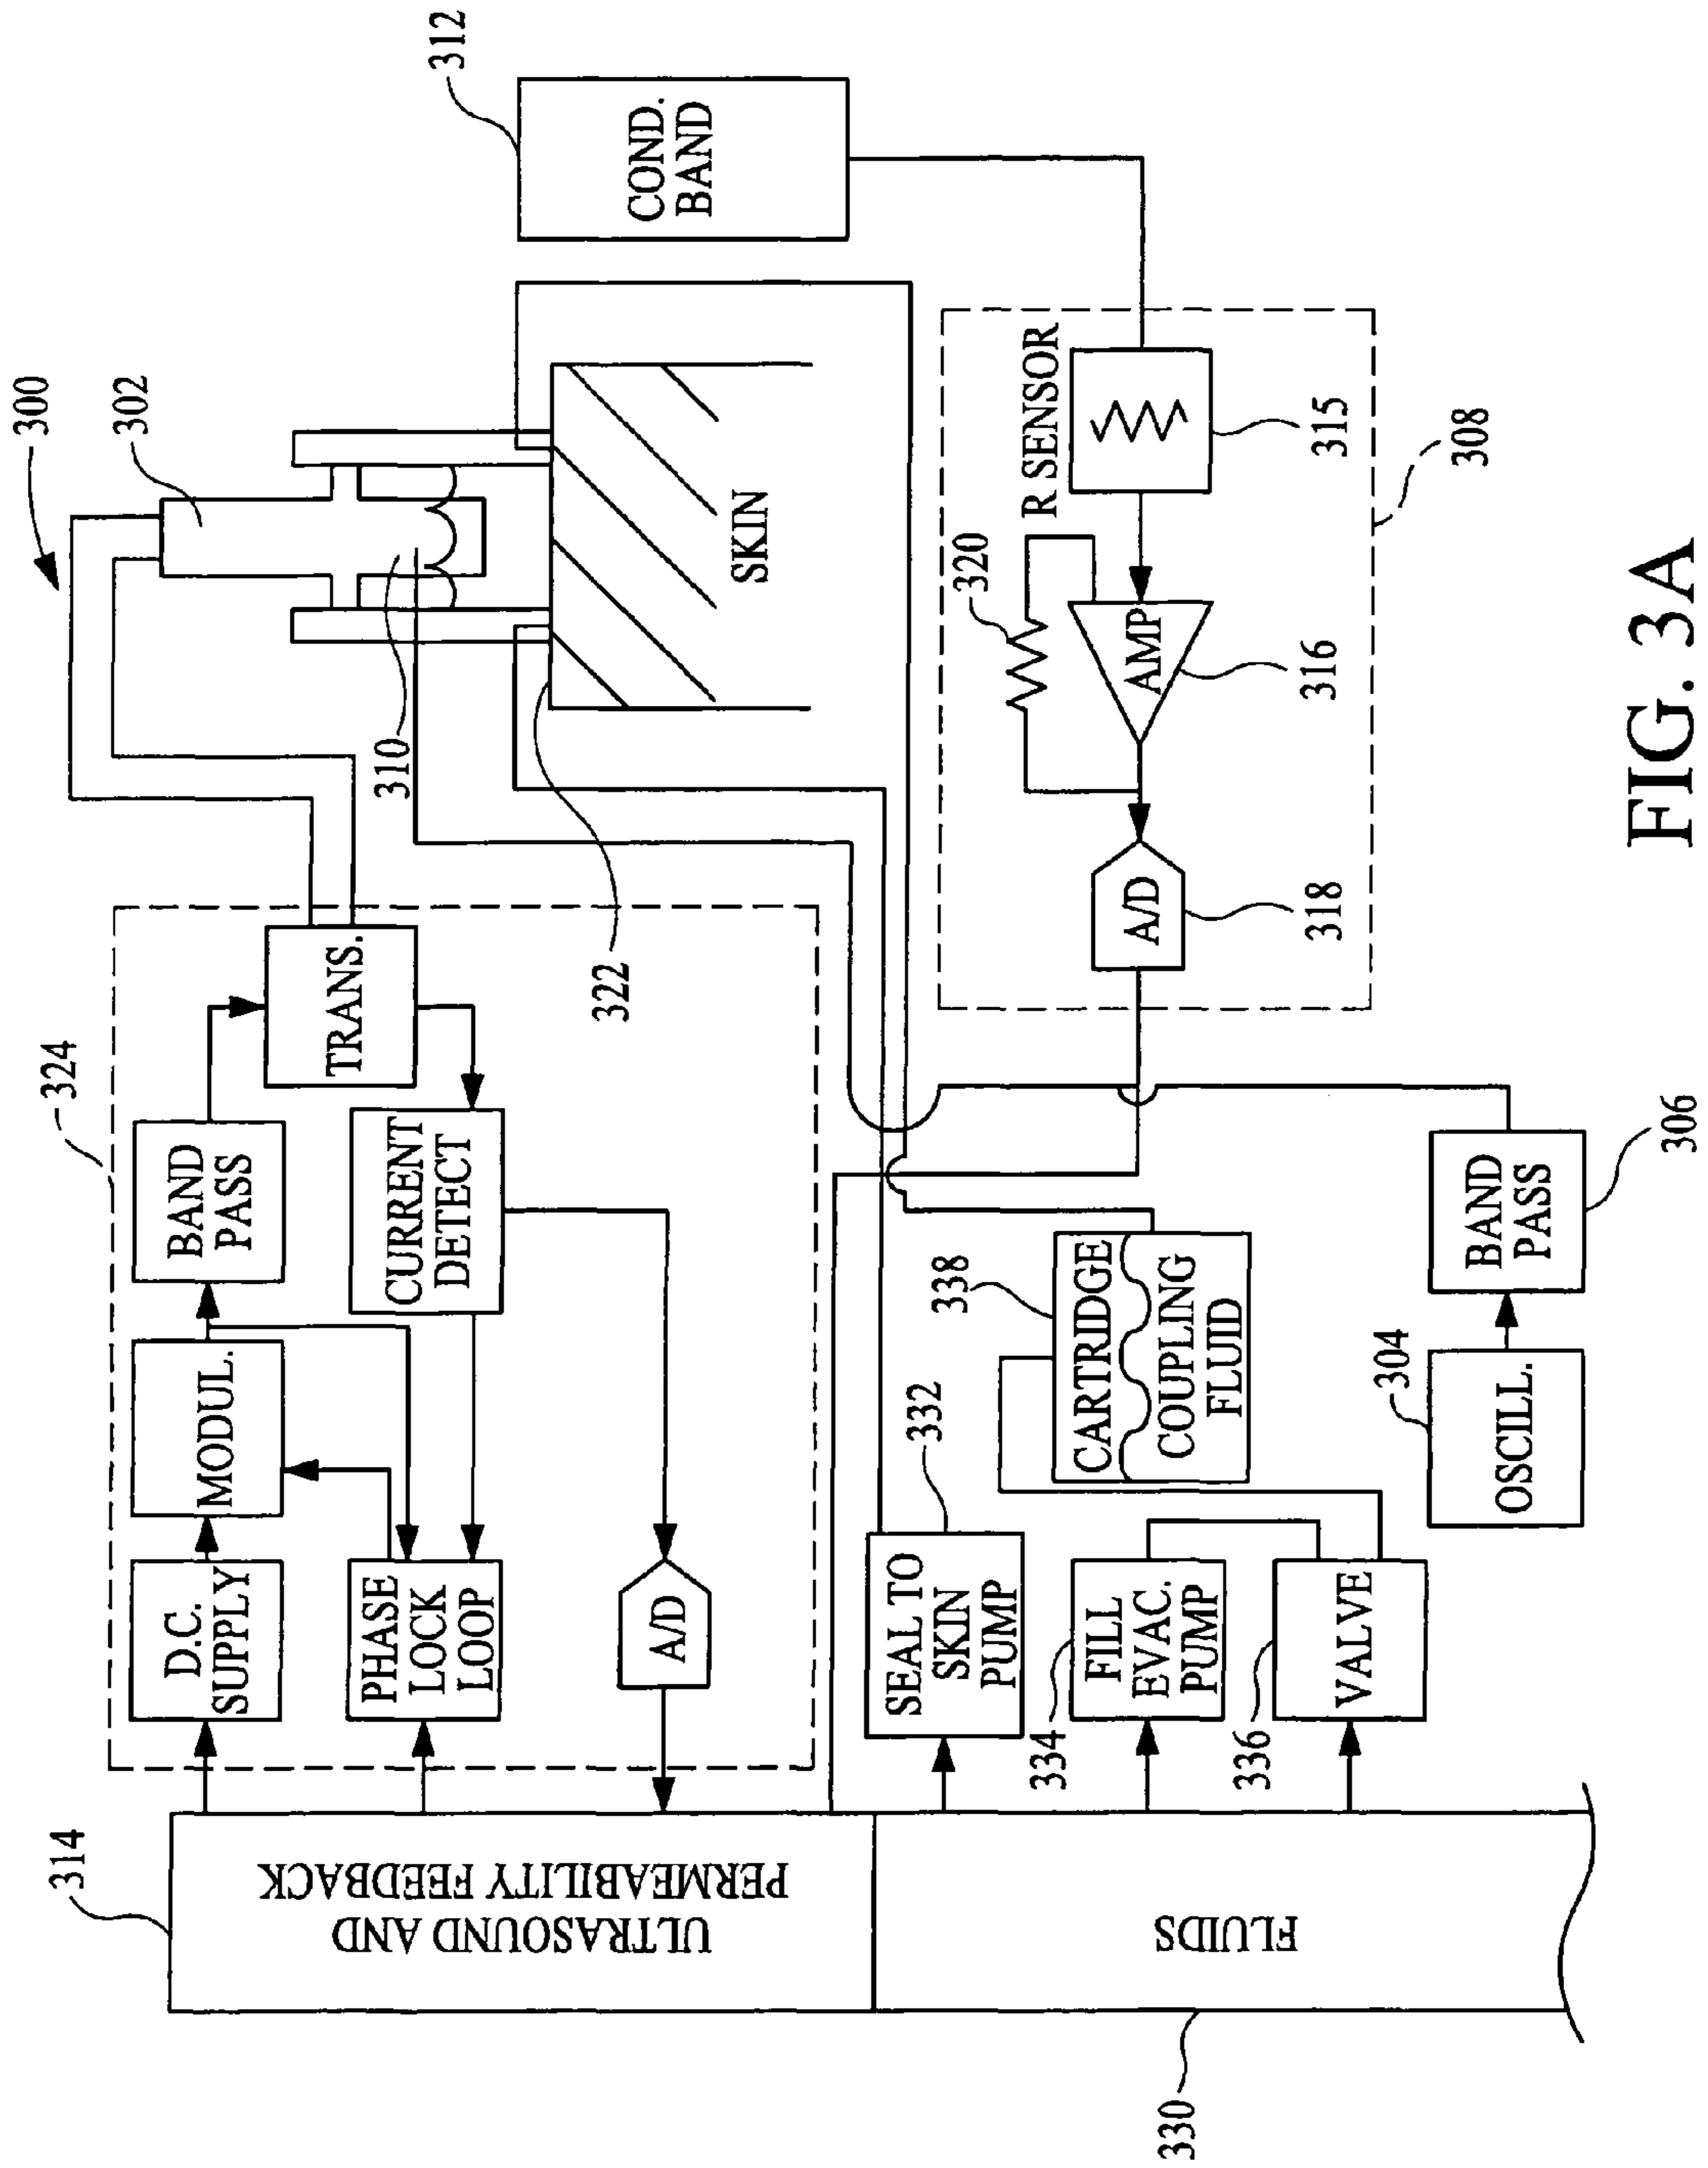 314
ULTRASOUND AND
PERMEABILITY FEEDBACK
FLUIDS
330
324
D.C.
SUPPLY
MODUL.
BAND
PASS
TRANS.
PHASE
LOCK
LOOP
CURRENT
DETECT
A/D
300
302
310
322
SKIN
312
COND.
BAND
SEAL TO
SKIN
PUMP
332
334
FILL
EVAC.
PUMP
336
VALVE
338
CARTRIDGE
COUPLING
FLUID
304
OSCILL.
BAND
PASS
306
A/D
318
320
AMP
316
R SENSOR
315
308
FIG. 3A